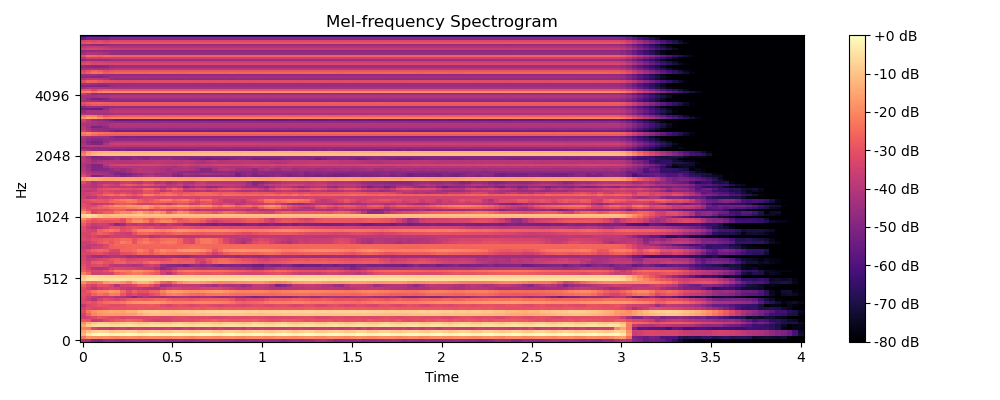 Mel-frequency Spectrogram
Hz
4096
2048
1024
512
0
0
0.5
1
1.5
2
2.5
3
3.5
4
Time
+0 dB
-10 dB
-20 dB
-30 dB
-40 dB
-50 dB
-60 dB
-70 dB
-80 dB